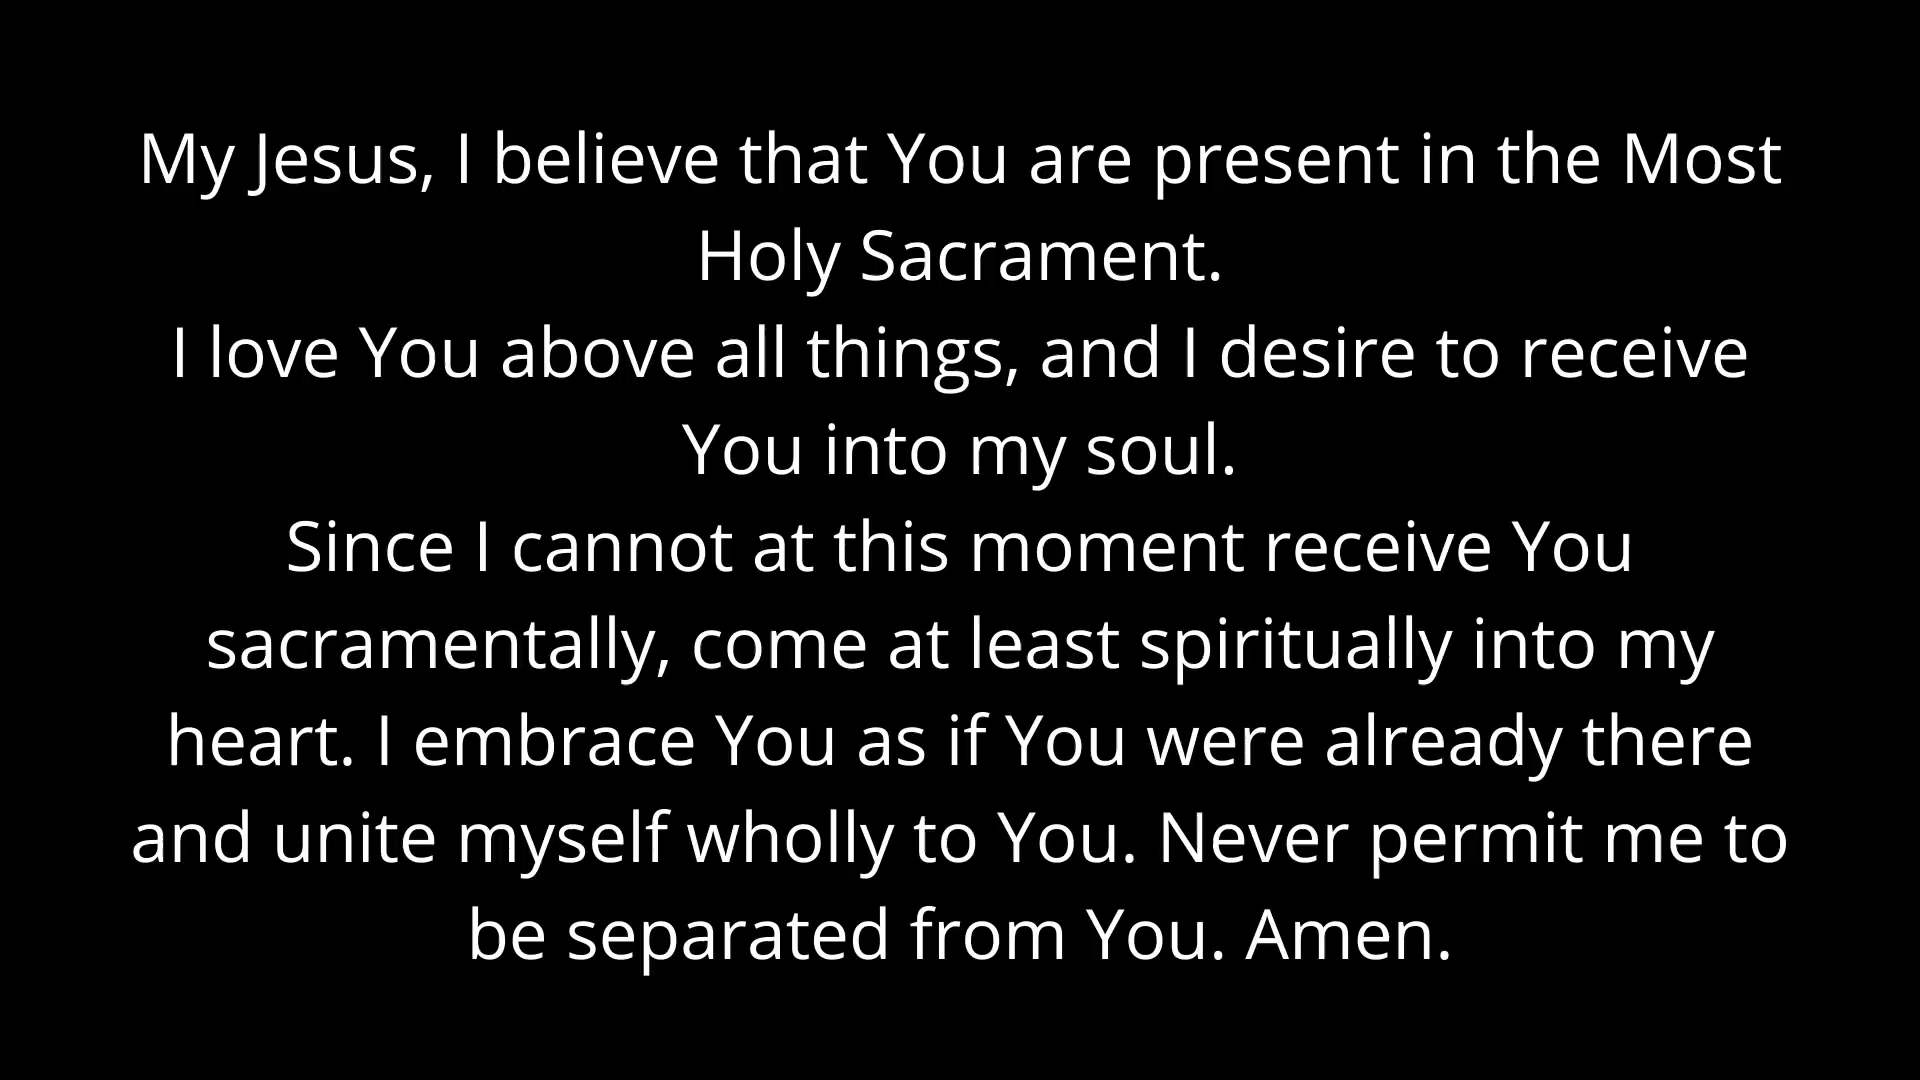 My Jesus, I believe that You are present in the Most
Holy Sacrament.
I love You above all things, and I desire to receive
You into my soul.
Since I cannot at this moment receive You
sacramentally, come at least spiritually into my
heart. I embrace You as if You were already there
and unite myself wholly to You. Never permit me to
be separated from You. Amen.